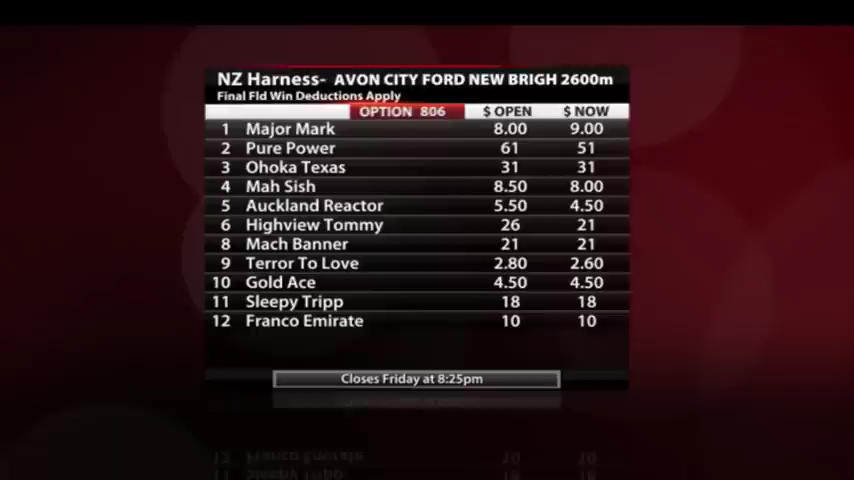 NZ Harness- AVON CITY FORD NEW BRIGH 2600m
Final Fld Win Deductions Apply
OPTION 806 $ OPEN $ NOW
1 Major Mark 8.00 9.00
2 Pure Power 61 51
3 Ohoka Texas 31 31
4 Mah Sish 8.50 8.00
5 Auckland Reactor 5.50 4.50
6 Highview Tommy 26 21
8 Mach Banner 21 21
9 Terror To Love 2.80 2.60
10 Gold Ace 4.50 4.50
11 Sleepy Tripp 18 18
12 Franco Emirate 10 10
Closes Friday at 8:25pm